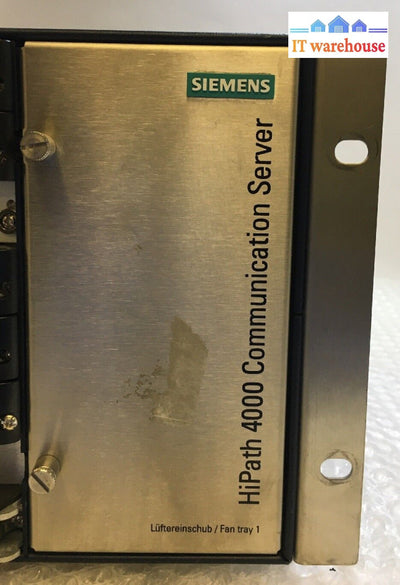 IT warehouse
SIEMENS
HiPath 4000 Communication Server
Lüftereinschub / Fan tray 1